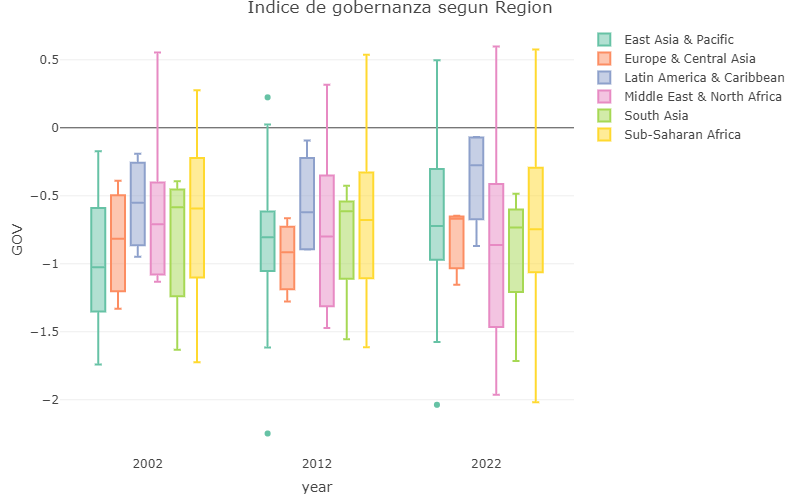 Indice de gobernanza segun Region
East Asia & Pacific
Europe & Central Asia
Latin America & Caribbean
Middle East & North Africa
South Asia
Sub-Saharan Africa
0.5
0
−0.5
−1
−1.5
−2
GOV
2002
2012
2022
year